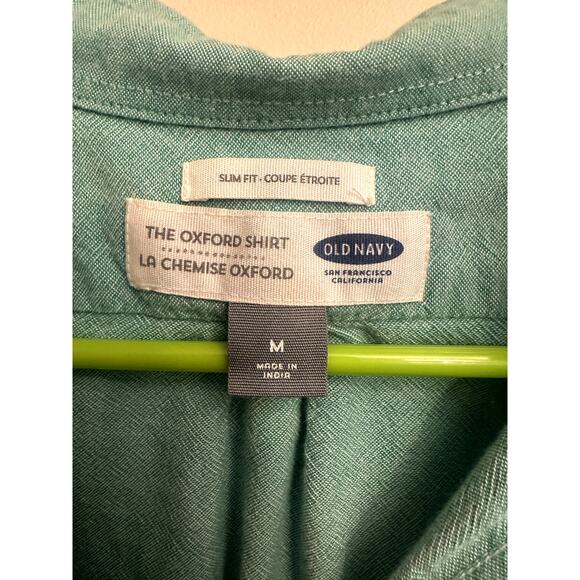 SLIM FIT • COUPE ÉTROITE
THE OXFORD SHIRT
LA CHEMISE OXFORD
OLD NAVY
SAN FRANCISCO
CALIFORNIA
M
MADE IN
INDIA